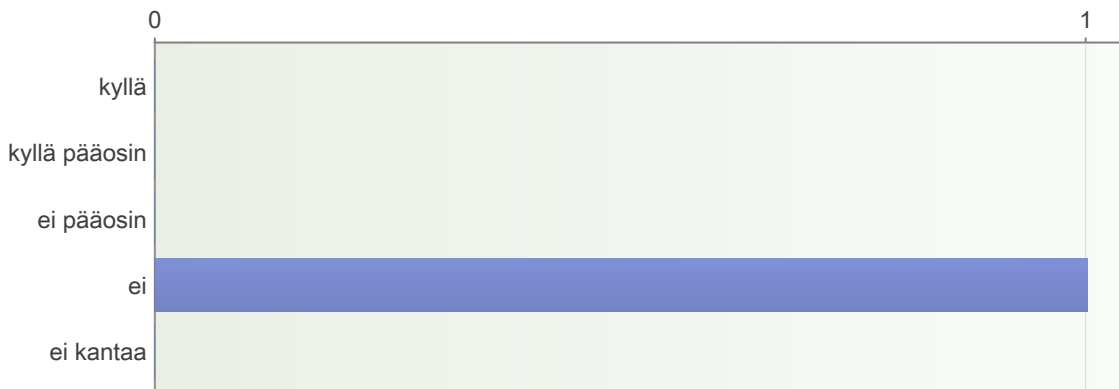 0 1
kyllä
kyllä pääosin
ei pääosin
ei
ei kantaa